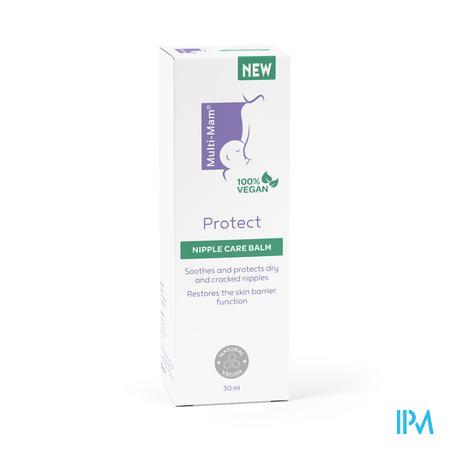 NEW
Multi-Mam®
100%
VEGAN
Protect
NIPPLE CARE BALM
Soothes and protects dry
and cracked nipples
Restores the skin barrier
function
NATURAL
VEGAN
30 ml
IPM